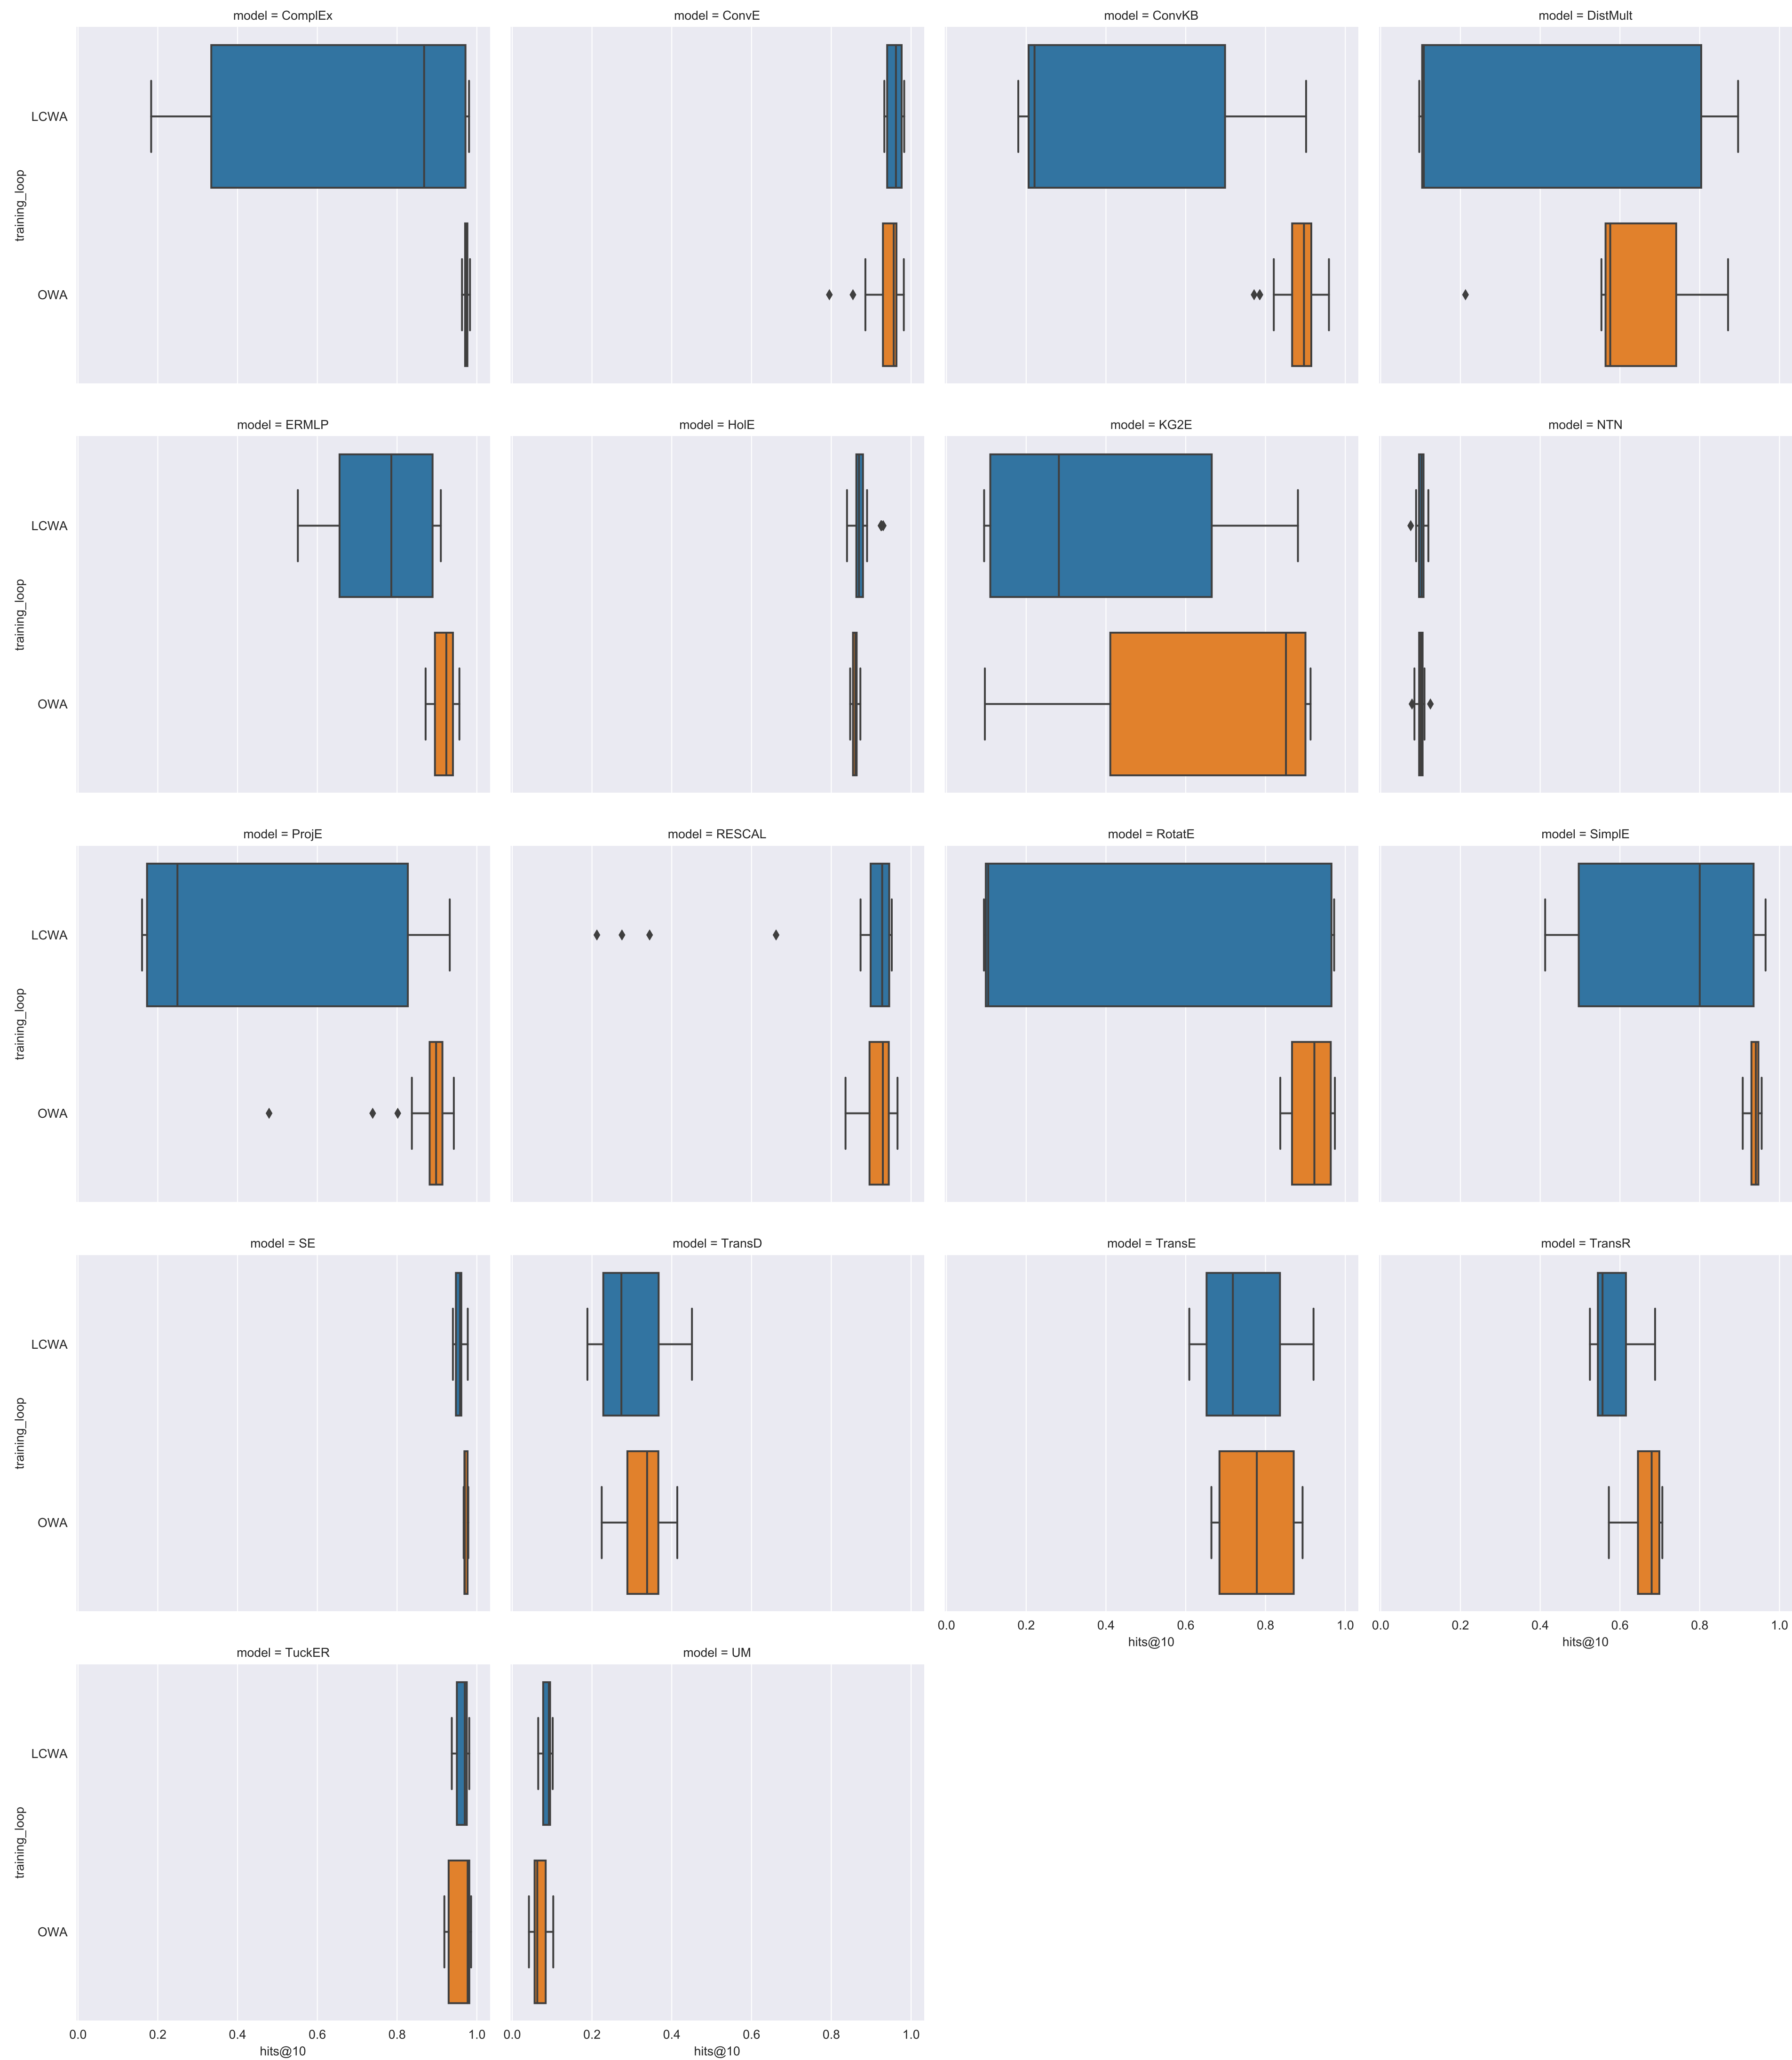 model = ComplEx
model = ConvE
model = ConvKB
model = DistMult
LCWA
OWA
training_loop
model = ERMLP
model = HolE
model = KG2E
model = NTN
LCWA
OWA
training_loop
model = ProjE
model = RESCAL
model = RotatE
model = SimplE
LCWA
OWA
training_loop
model = SE
model = TransD
model = TransE
model = TransR
LCWA
OWA
training_loop
0.0 0.2 0.4 0.6 0.8 1.0
hits@10
0.0 0.2 0.4 0.6 0.8 1.0
hits@10
model = TuckER
model = UM
LCWA
OWA
training_loop
0.0 0.2 0.4 0.6 0.8 1.0
hits@10
0.0 0.2 0.4 0.6 0.8 1.0
hits@10